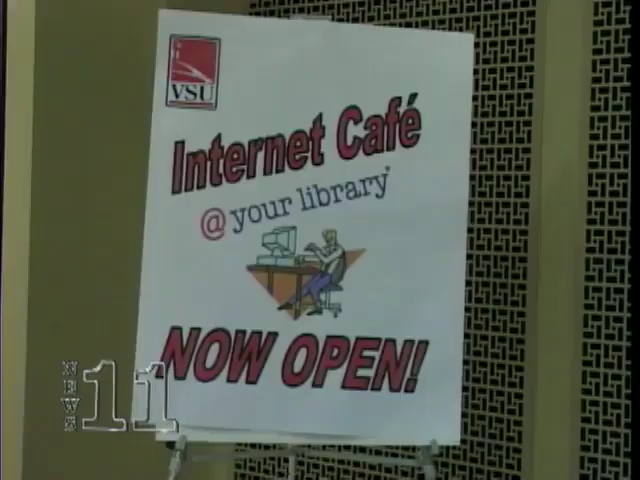 VSU
Internet Café
@ your library®
NOW OPEN!
NEWS
11